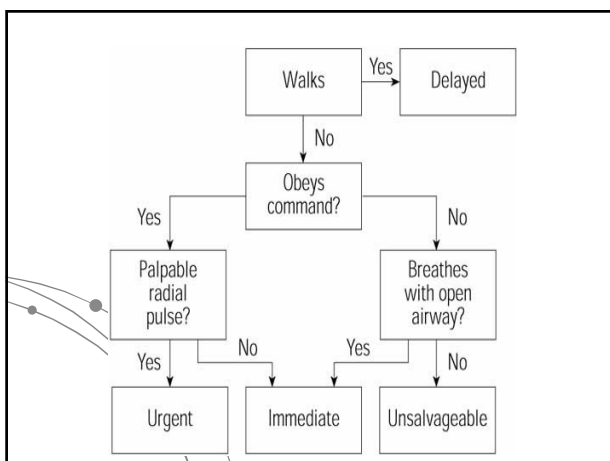 Walks
Yes
Delayed
No
Obeys
command?
Yes
No
Palpable
radial
pulse?
Breathes
with open
airway?
Yes
No
Yes
No
Urgent
Immediate
Unsalvageable